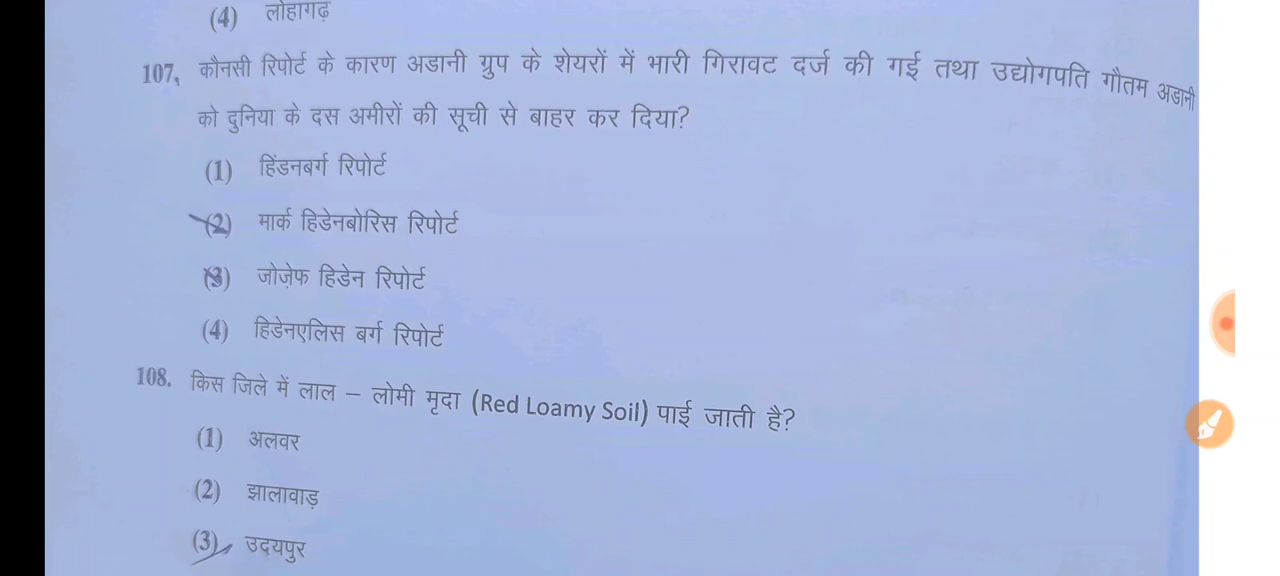 (4) लोहागढ़
107. कौनसी रिपोर्ट के कारण अडानी ग्रुप के शेयरों में भारी गिरावट दर्ज की गई तथा उद्योगपति गौतम अडानी
को दुनिया के दस अमीरों की सूची से बाहर कर दिया?
(1) हिंडनबर्ग रिपोर्ट
(2) मार्क हिडेनबोरिस रिपोर्ट
(3) जोज़ेफ हिडेन रिपोर्ट
(4) हिडेनएलिस बर्ग रिपोर्ट
108. किस जिले में लाल – लोमी मृदा (Red Loamy Soil) पाई जाती है?
(1) अलवर
(2) झालावाड़
(3) उदयपुर